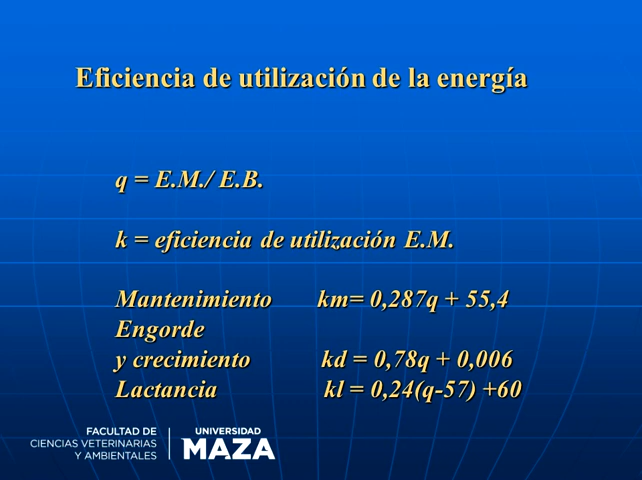 Eficiencia de utilización de la energía
q = E.M./ E.B.
k = eficiencia de utilización E.M.
Mantenimiento km= 0,287q + 55,4
Engorde
y crecimiento kd = 0,78q + 0,006
Lactancia kl = 0,24(q-57) +60
FACULTAD DE
CIENCIAS VETERINARIAS
Y AMBIENTALES
UNIVERSIDAD
MAZA